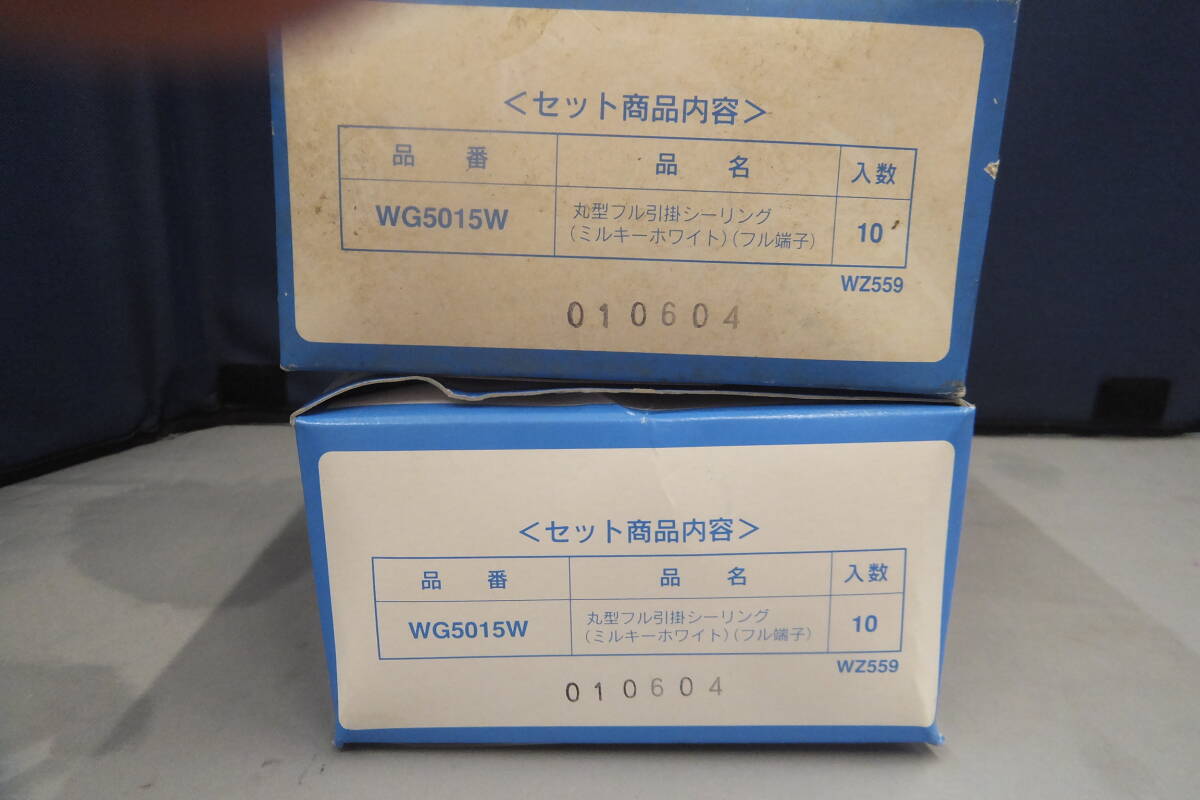 ＜セット商品内容＞
品番 品名 入数
WG5015W 丸型フル引掛シーリング 10
（ミルキーホワイト）（フル端子）
WZ559
010604
＜セット商品内容＞
品番 品名 入数
WG5015W 丸型フル引掛シーリング 10
（ミルキーホワイト）（フル端子）
WZ559
010604